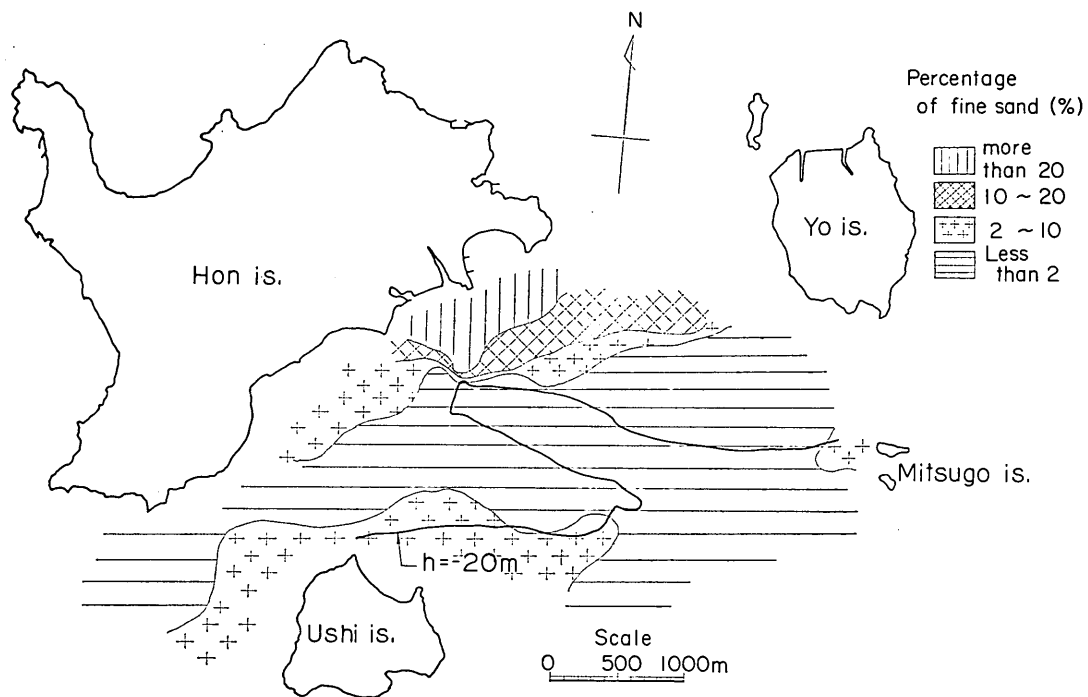 N
Percentage
of fine sand (%)
more
than 20
10 ~ 20
2 ~ 10
Less
than 2
Yo is.
Hon is.
Mitsugo is.
h=-20m
Ushi is.
Scale
0 500 1000m